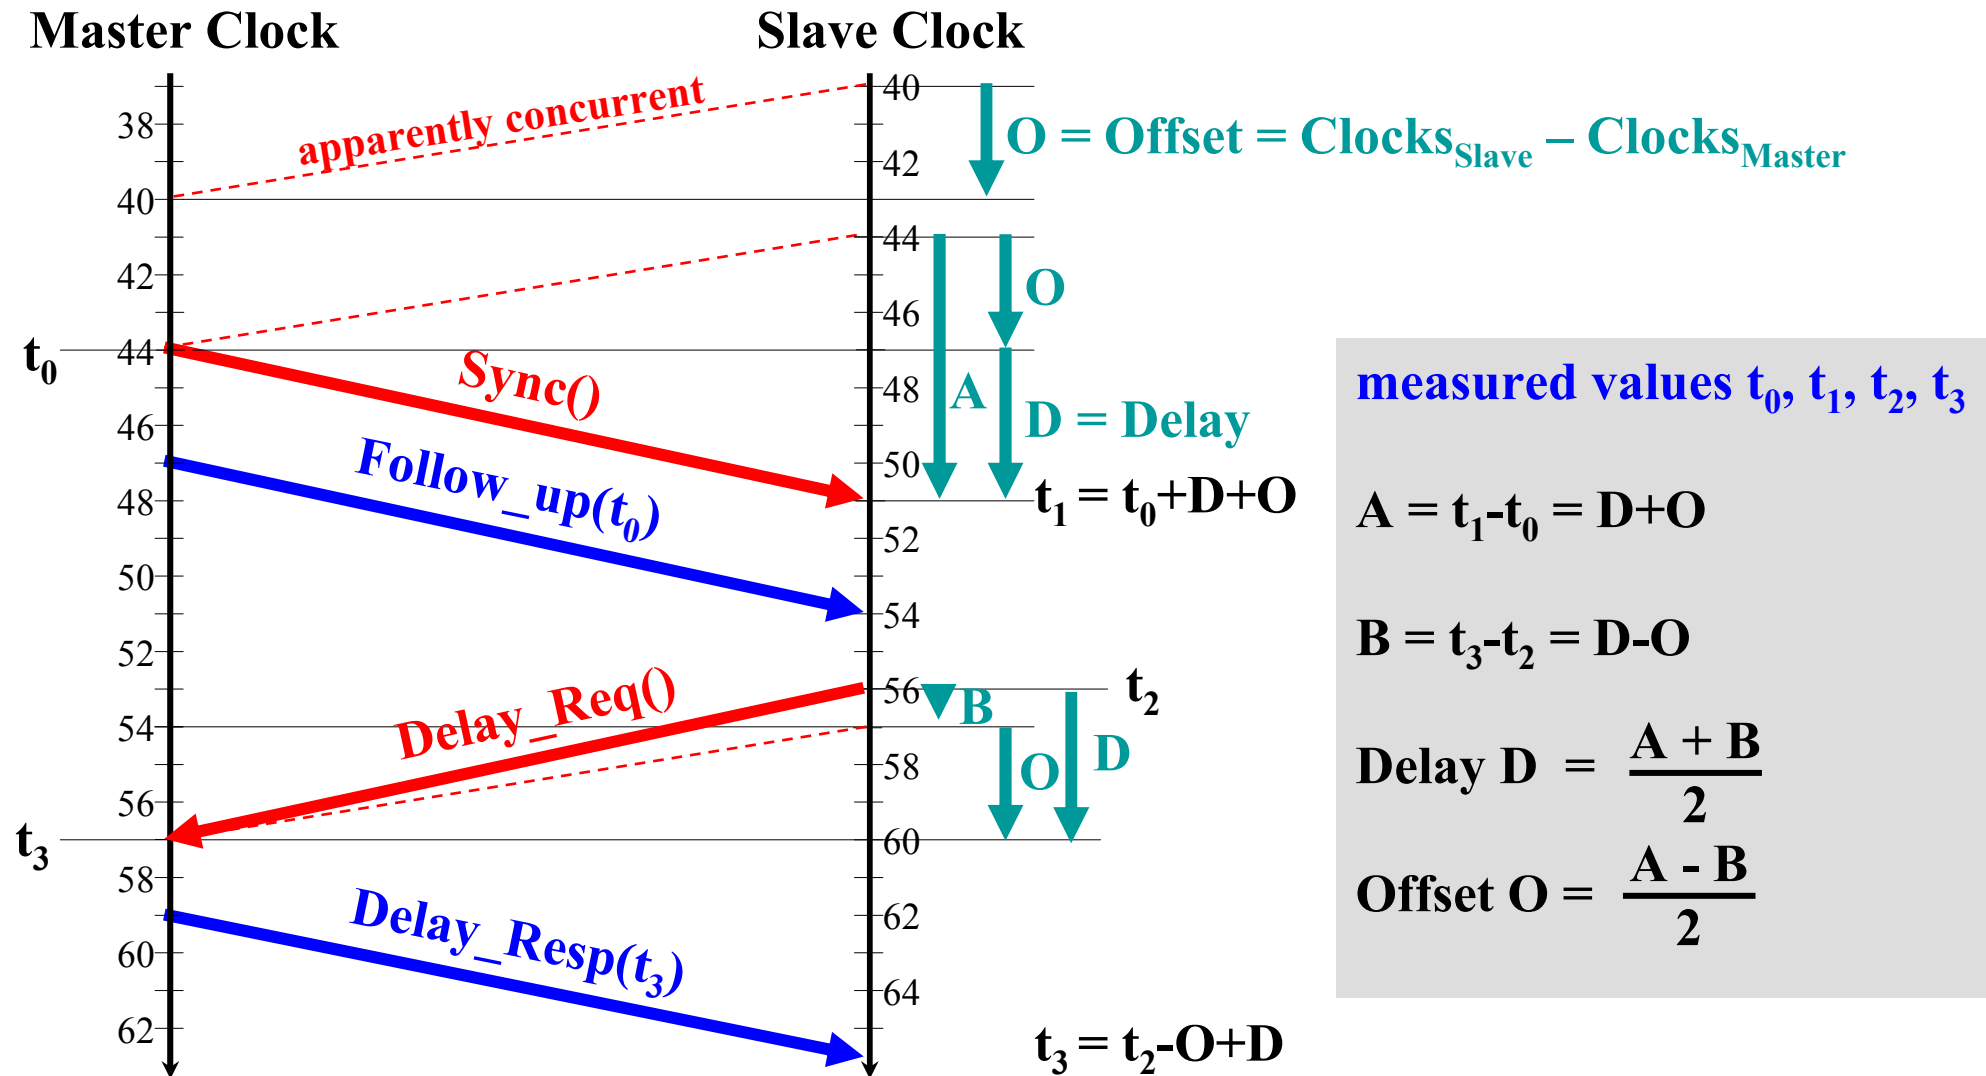 Master Clock
Slave Clock
apparently concurrent
38
40
42
44
46
48
50
52
54
56
58
60
62
40
42
44
46
48
50
52
54
56
58
60
62
64
O = Offset = Clocks_Slave – Clocks_Master
O
A
D = Delay
t₀
Sync()
Follow_up(t₀)
t₁ = t₀+D+O
Delay_Req()
t₂
B
O
D
t₃
Delay_Resp(t₃)
t₃ = t₂-O+D
measured values t₀, t₁, t₂, t₃
A = t₁-t₀ = D+O
B = t₃-t₂ = D-O
Delay D = A + B
2
Offset O = A - B
2